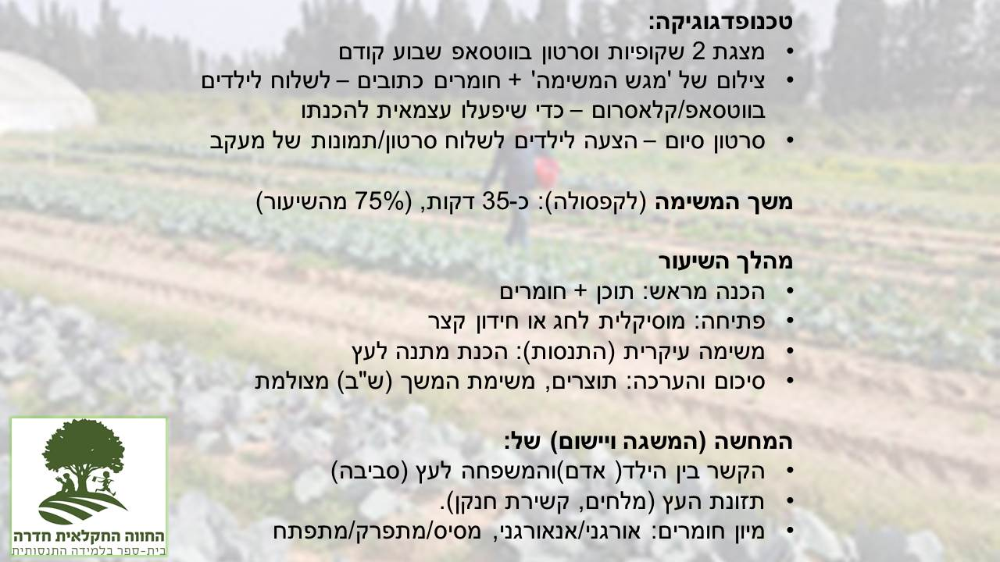 טכנופדגוגיקה:
• מצגת 2 שקופיות וסרטון בווטסאפ שבוע קודם
• צילום של 'מגש המשימה' + חומרים כתובים – לשלוח לילדים
בווטסאפ/קלאסרום – כדי שיפעלו עצמאית להכנתו
• סרטון סיום – הצעה לילדים לשלוח סרטון/תמונות של מעקב
משך המשימה (לקפסולה): כ-35 דקות, (75% מהשיעור)
מהלך השיעור
• הכנה מראש: תוכן + חומרים
• פתיחה: מוסיקלית לחג או חידון קצר
• משימה עיקרית (התנסות): הכנת מתנה לעץ
• סיכום והערכה: תוצרים, משימת המשך (ש"ב) מצולמת
המחשה (המשגה ויישום) של:
• הקשר בין הילד( אדם)והמשפחה לעץ (סביבה)
• תזונת העץ (מלחים, קשירת חנקן).
• מיון חומרים: אורגני/אנאורגני, מסיס/מתפרק/מתפתח
החווה החקלאית חדרה
בית-ספר בלמידה התנסותית